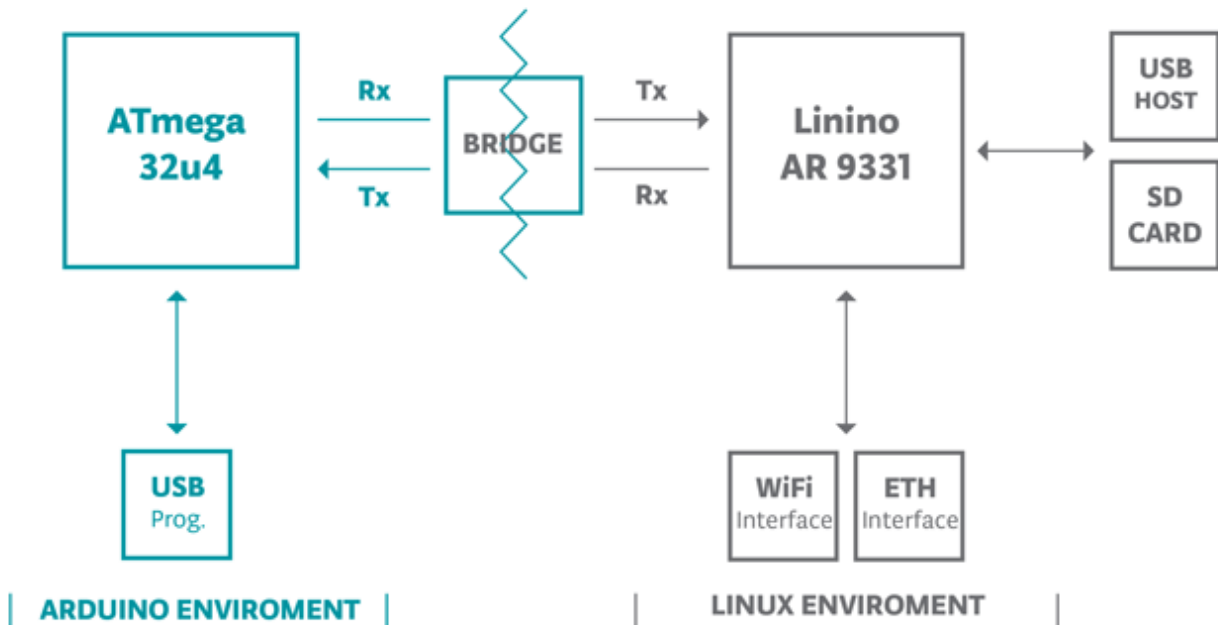 ATmega
32u4
Rx
Tx
BRIDGE
Tx
Rx
Linino
AR 9331
USB
HOST
SD
CARD
USB
Prog.
WiFi
Interface
ETH
Interface
ARDUINO ENVIROMENT
LINUX ENVIROMENT